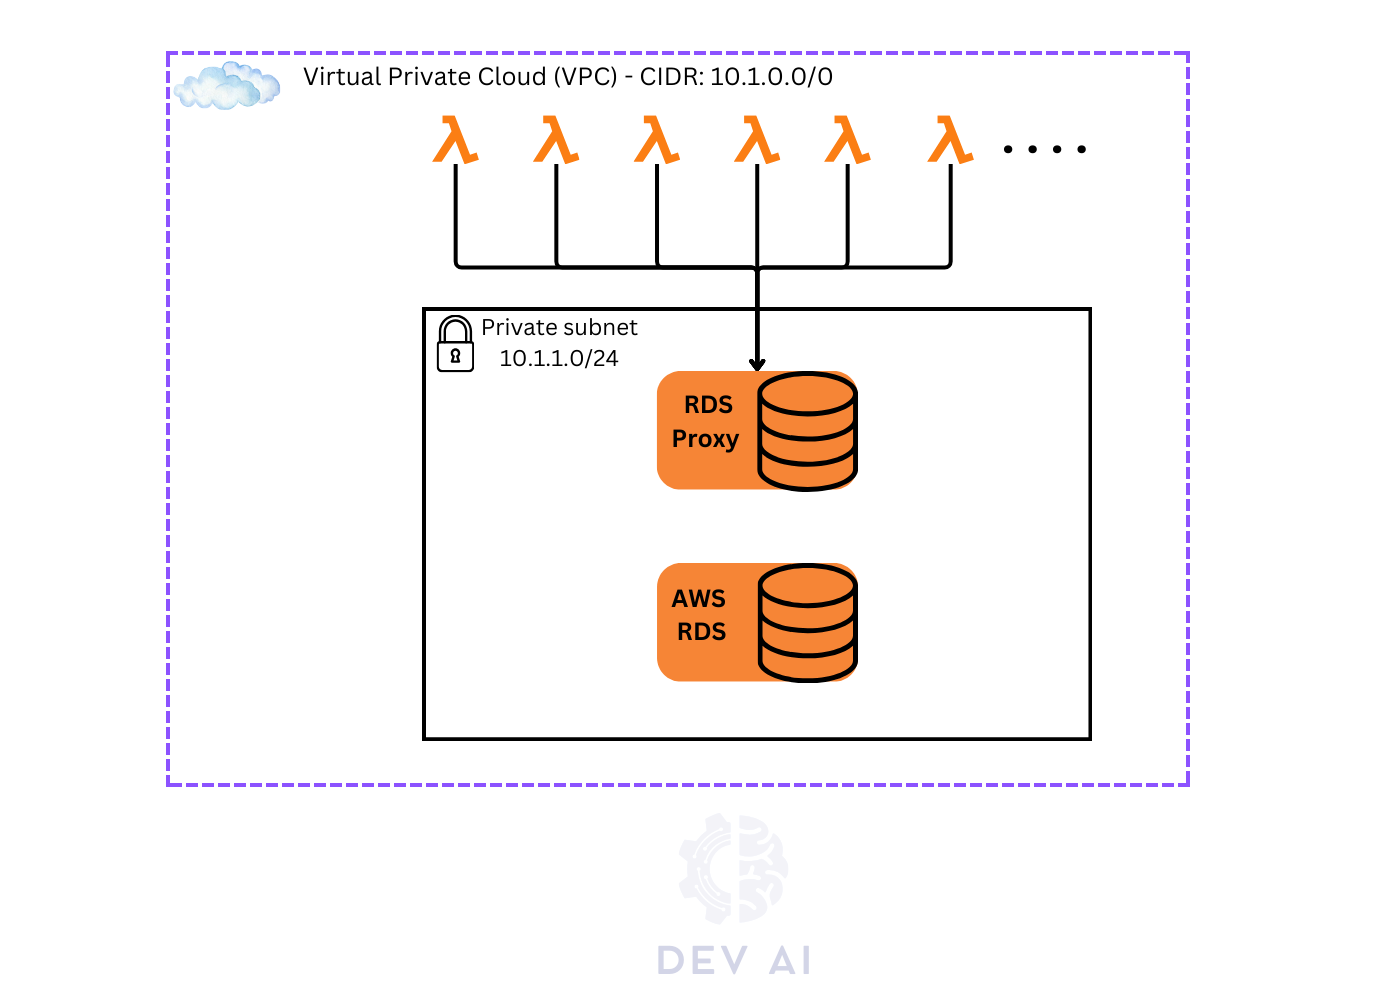 Virtual Private Cloud (VPC) - CIDR: 10.1.0.0/0
Private subnet
10.1.1.0/24
RDS
Proxy
AWS
RDS
DEV AI